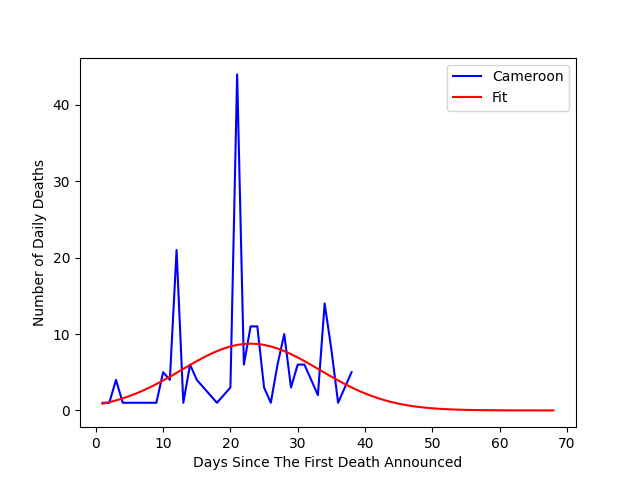 Cameroon
Fit
Number of Daily Deaths
40
30
20
10
0
0 10 20 30 40 50 60 70
Days Since The First Death Announced